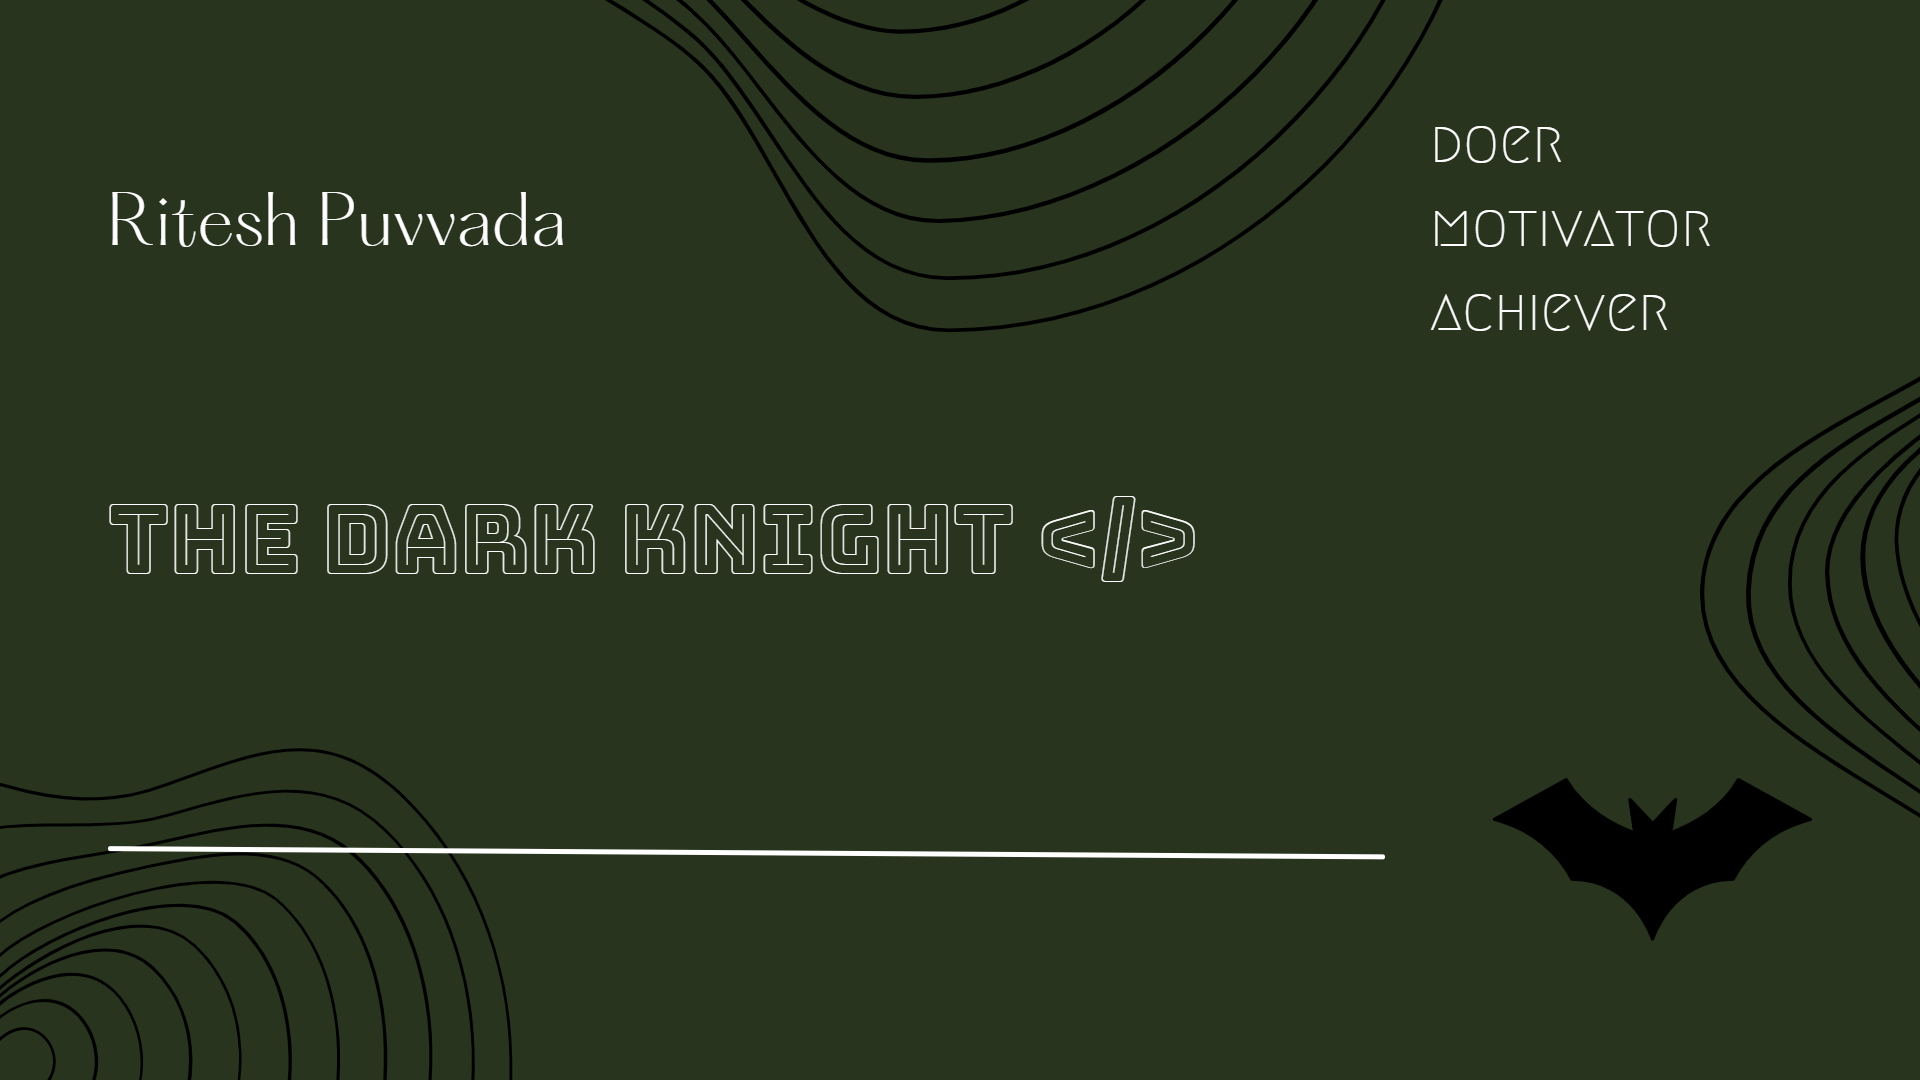 Ritesh Puvvada
DOER
MOTIVATOR
ACHIEVER
THE DARK KNIGHT </>